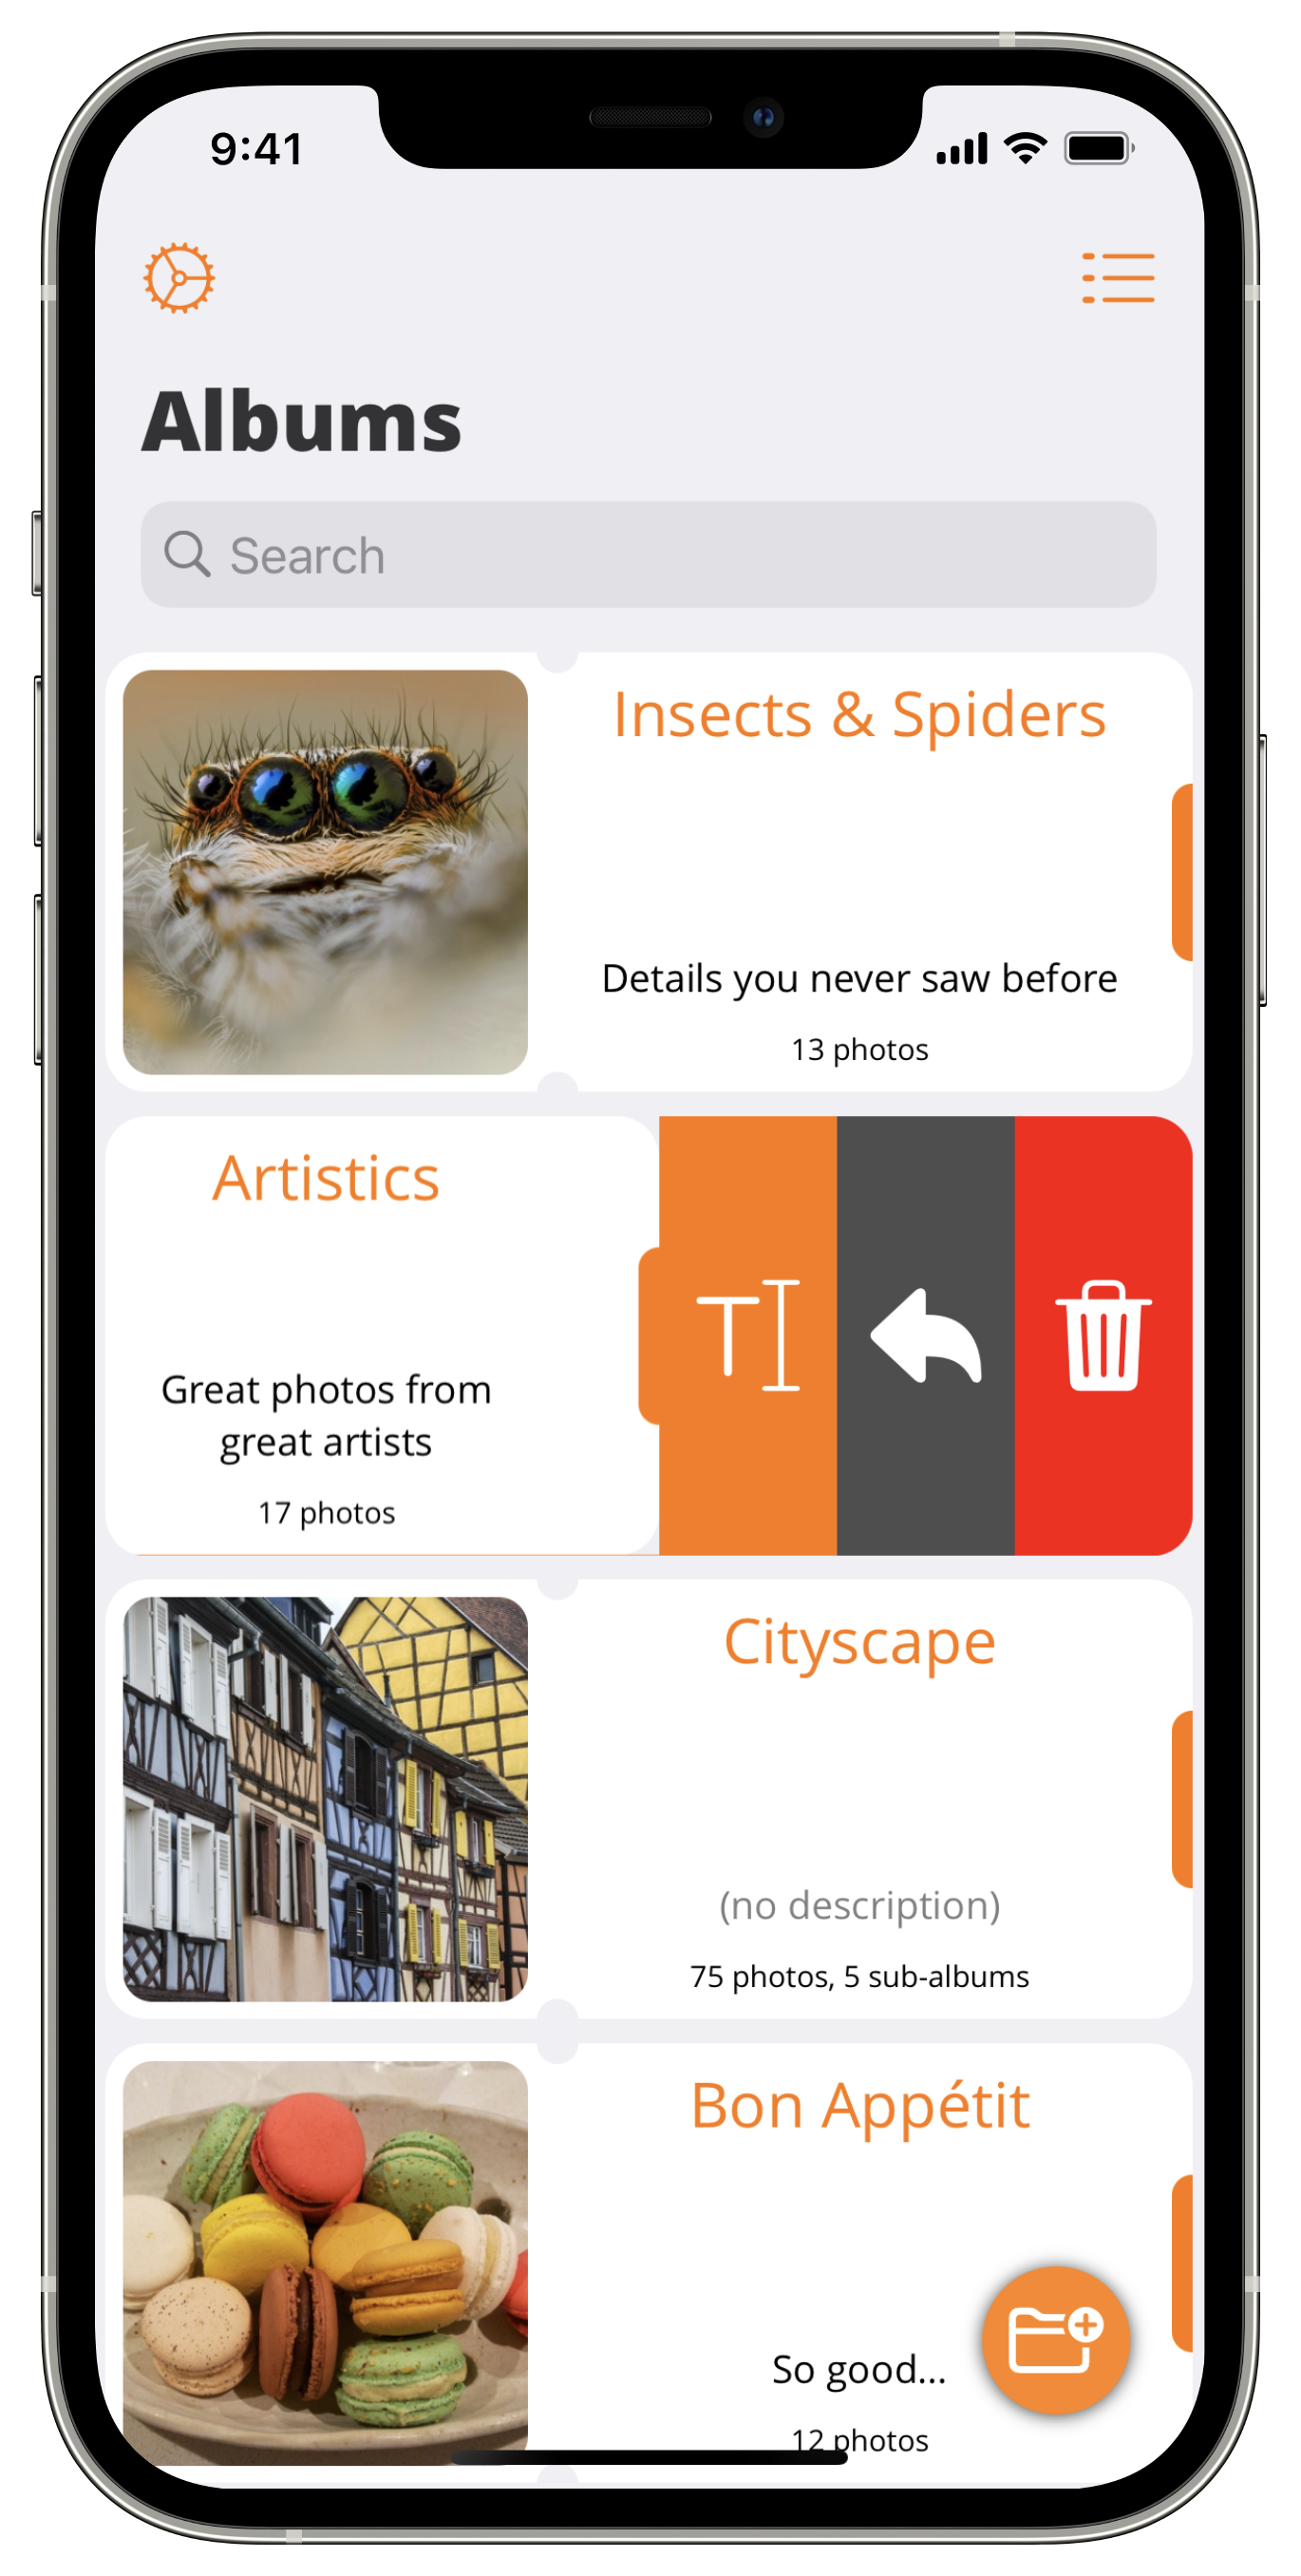 9:41
Albums
Search
Insects & Spiders
Details you never saw before
13 photos
Artistics
Great photos from
great artists
17 photos
Cityscape
(no description)
75 photos, 5 sub-albums
Bon Appétit
So good...
12 photos